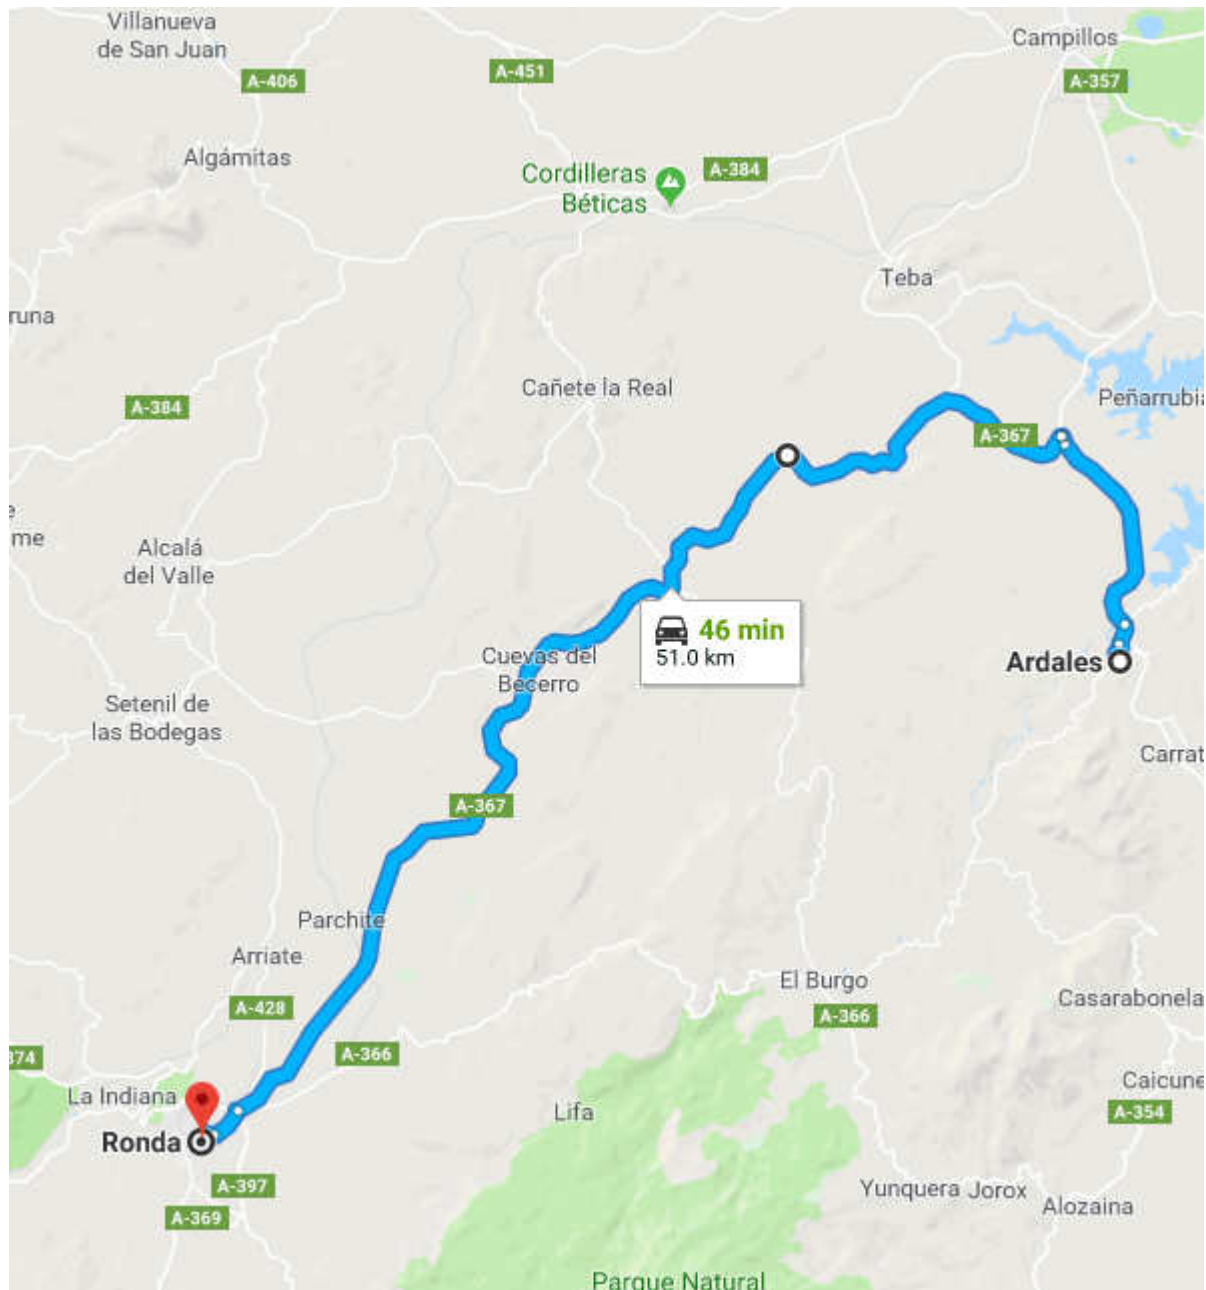 Villanueva
de San Juan
Campillos
A-451
A-406
A-357
Algámitas
Cordilleras
Béticas
A-384
Teba
runa
Cañete la Real
Peñarrubia
A-384
A-367
me
Alcalá
del Valle
46 min
51.0 km
Cuevas del
Becerro
Ardales
Setenil de
las Bodegas
Carrat
A-367
Parchite
Arriate
El Burgo
Casarabonela
A-428
A-366
A-366
374
La Indiana
Caicune
Lifa
A-354
Ronda
A-397
Yunquera
Jorox
Alozaina
A-369
Parque Natural